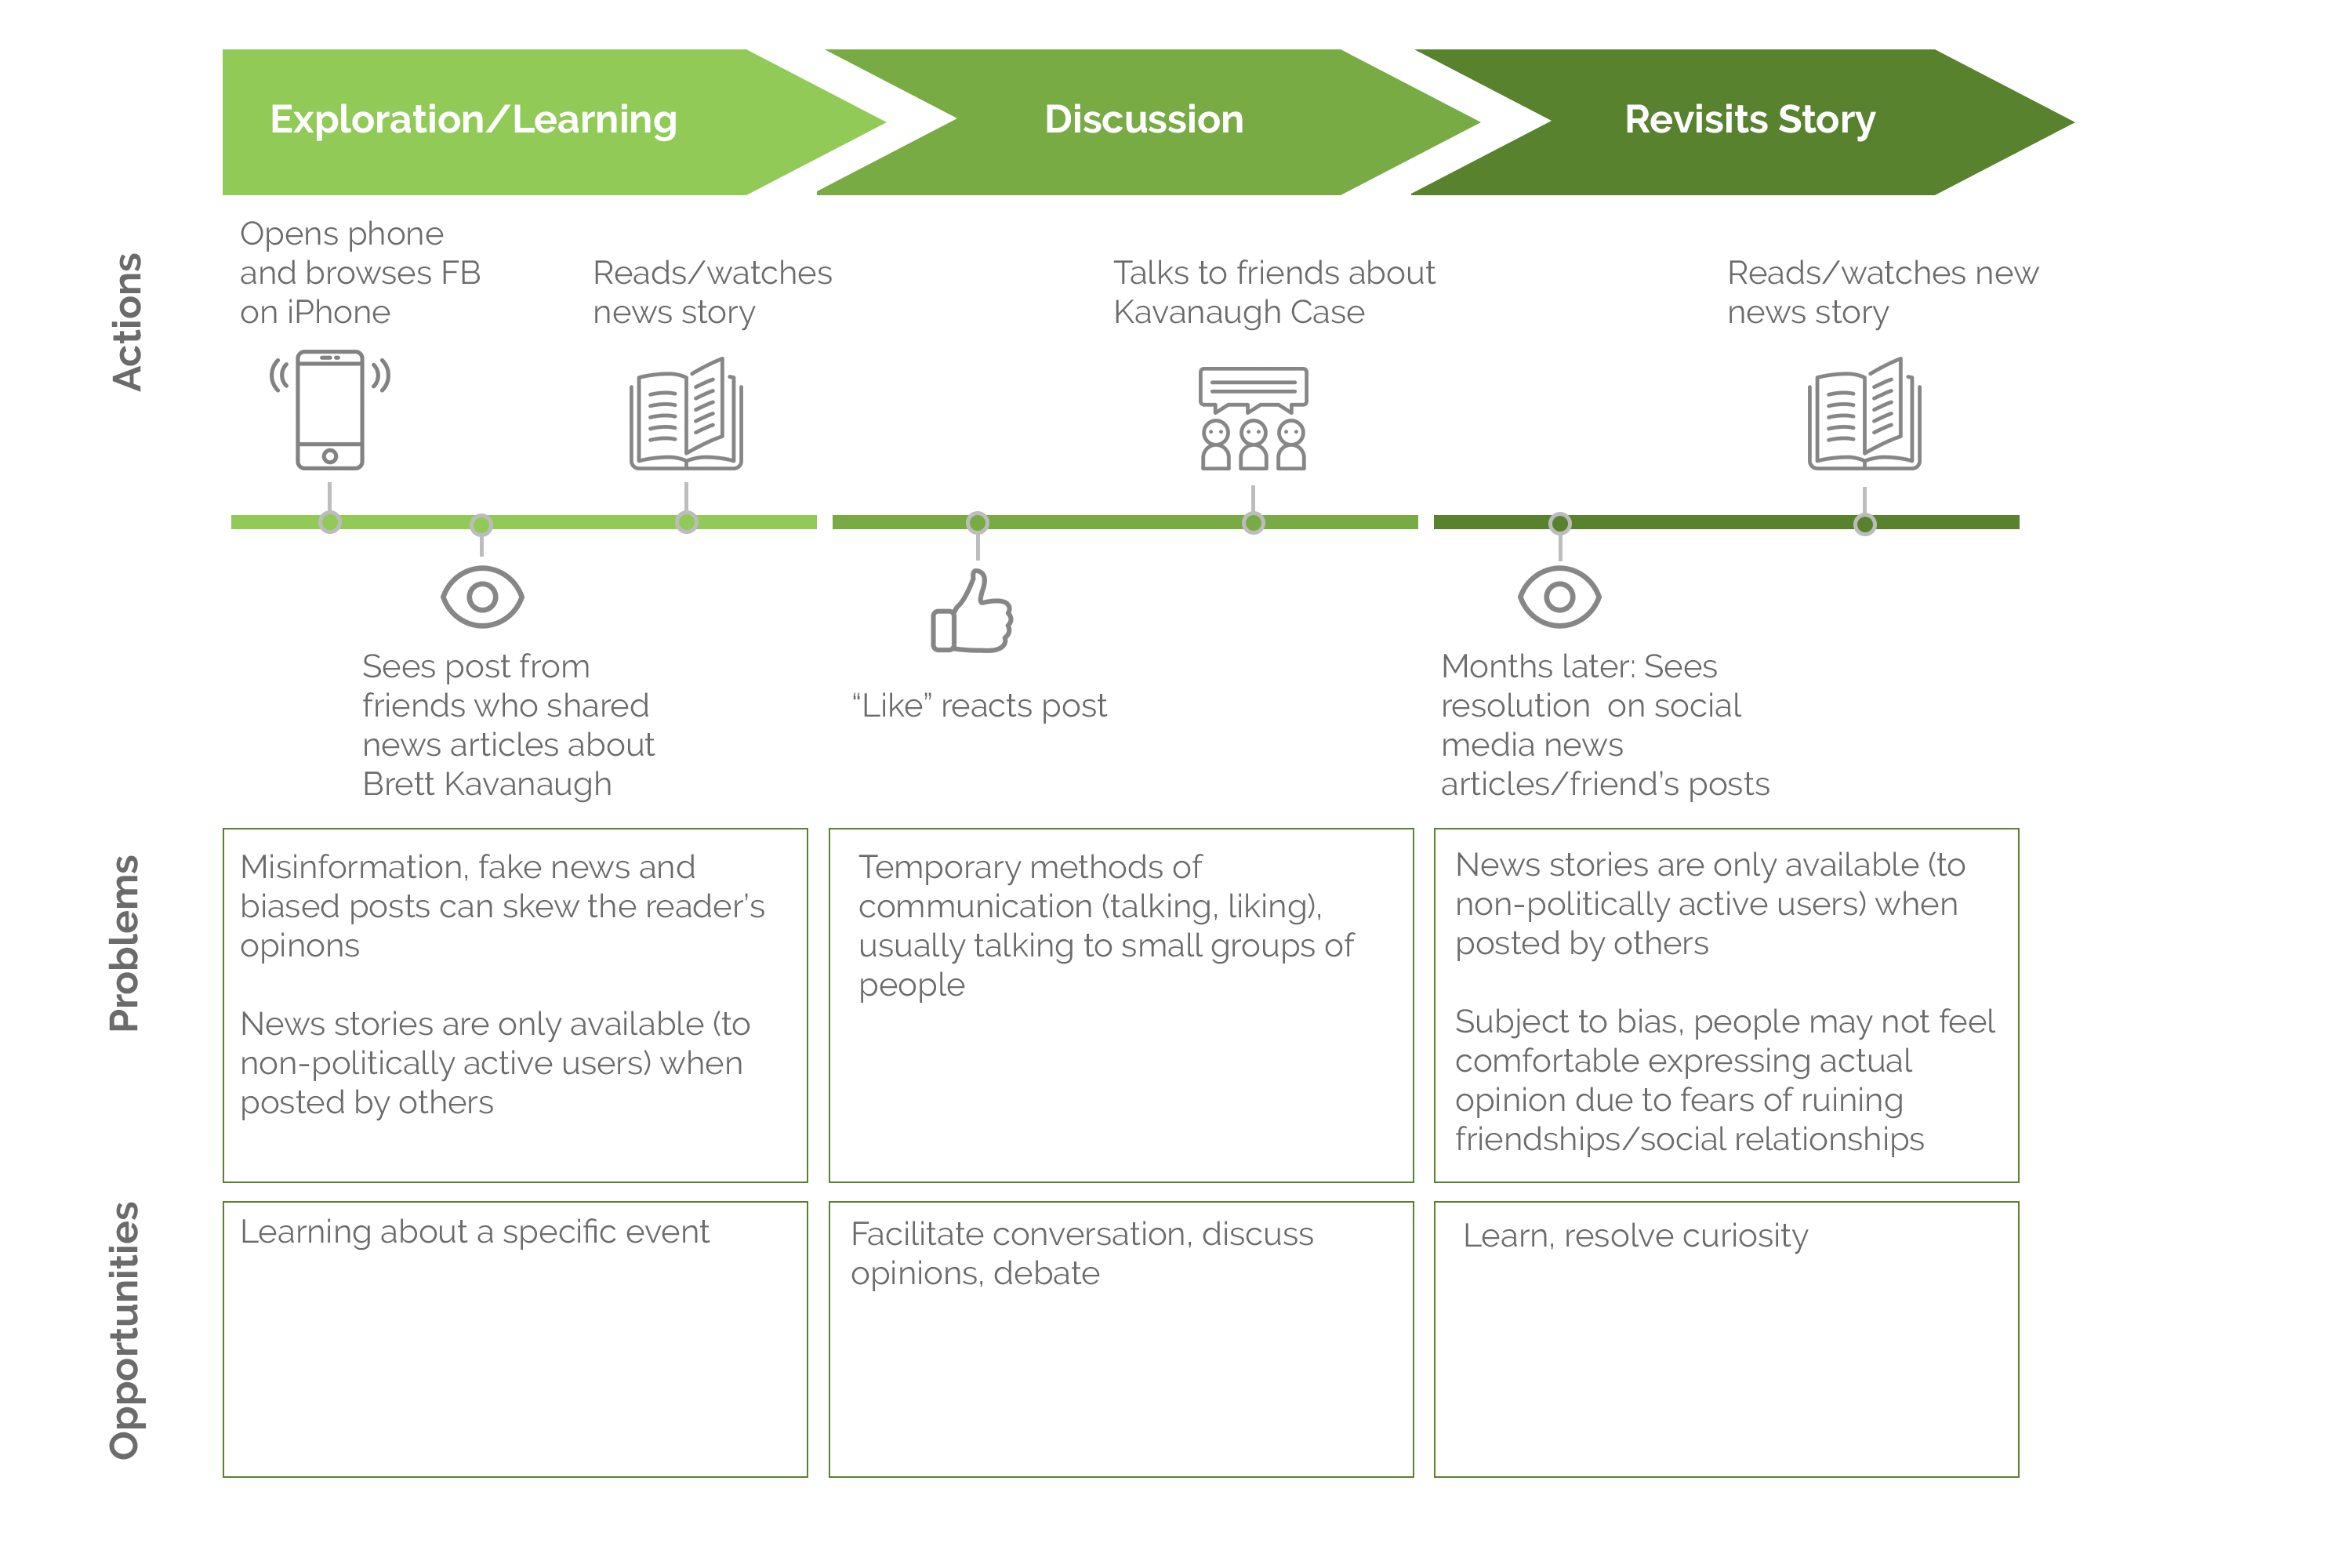 Exploration/Learning
Discussion
Revisits Story
Actions
Opens phone
and browses FB
on iPhone
Reads/watches
news story
Talks to friends about
Kavanaugh Case
Reads/watches new
news story
Sees post from
friends who shared
news articles about
Brett Kavanaugh
“Like” reacts post
Months later: Sees
resolution  on social
media news
articles/friend’s posts
Problems
Misinformation, fake news and
biased posts can skew the reader’s
opinons
News stories are only available (to
non-politically active users) when
posted by others
Temporary methods of
communication (talking, liking),
usually talking to small groups of
people
News stories are only available (to
non-politically active users) when
posted by others
Subject to bias, people may not feel
comfortable expressing actual
opinion due to fears of ruining
friendships/social relationships
Opportunities
Learning about a specific event
Facilitate conversation, discuss
opinions, debate
Learn, resolve curiosity